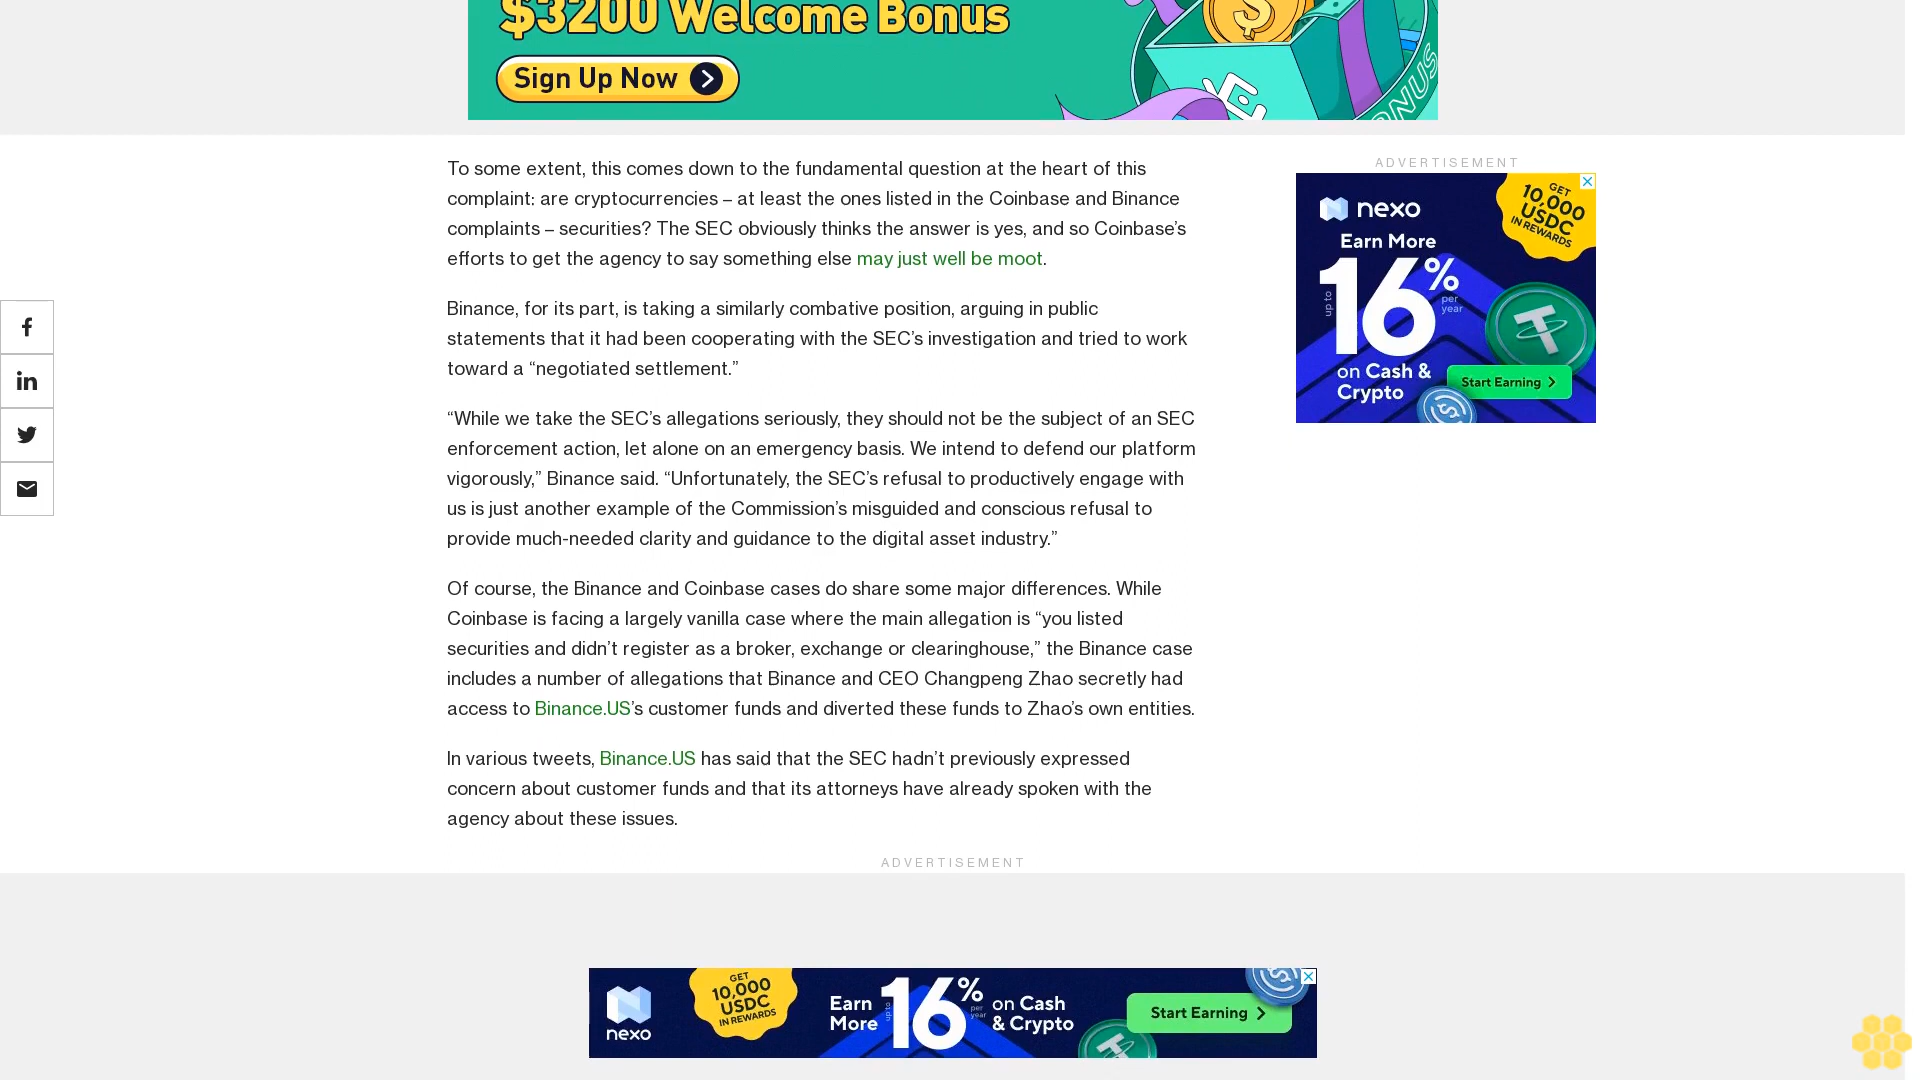 $3200 Welcome Bonus
Sign Up Now
BONUS
To some extent, this comes down to the fundamental question at the heart of this
complaint: are cryptocurrencies – at least the ones listed in the Coinbase and Binance
complaints – securities? The SEC obviously thinks the answer is yes, and so Coinbase’s
efforts to get the agency to say something else may just well be moot.
Binance, for its part, is taking a similarly combative position, arguing in public
statements that it had been cooperating with the SEC’s investigation and tried to work
toward a “negotiated settlement.”
“While we take the SEC’s allegations seriously, they should not be the subject of an SEC
enforcement action, let alone on an emergency basis. We intend to defend our platform
vigorously,” Binance said. “Unfortunately, the SEC’s refusal to productively engage with
us is just another example of the Commission’s misguided and conscious refusal to
provide much-needed clarity and guidance to the digital asset industry.”
Of course, the Binance and Coinbase cases do share some major differences. While
Coinbase is facing a largely vanilla case where the main allegation is “you listed
securities and didn’t register as a broker, exchange or clearinghouse,” the Binance case
includes a number of allegations that Binance and CEO Changpeng Zhao secretly had
access to Binance.US’s customer funds and diverted these funds to Zhao’s own entities.
In various tweets, Binance.US has said that the SEC hadn’t previously expressed
concern about customer funds and that its attorneys have already spoken with the
agency about these issues.
ADVERTISEMENT
nexo
GET
10,000
USDC
IN REWARDS
Earn More
up to
16%
per
year
on Cash &
Crypto
Start Earning
ADVERTISEMENT
nexo
GET
10,000
USDC
IN REWARDS
Earn
More
up to
16%
per
year
on Cash
& Crypto
Start Earning